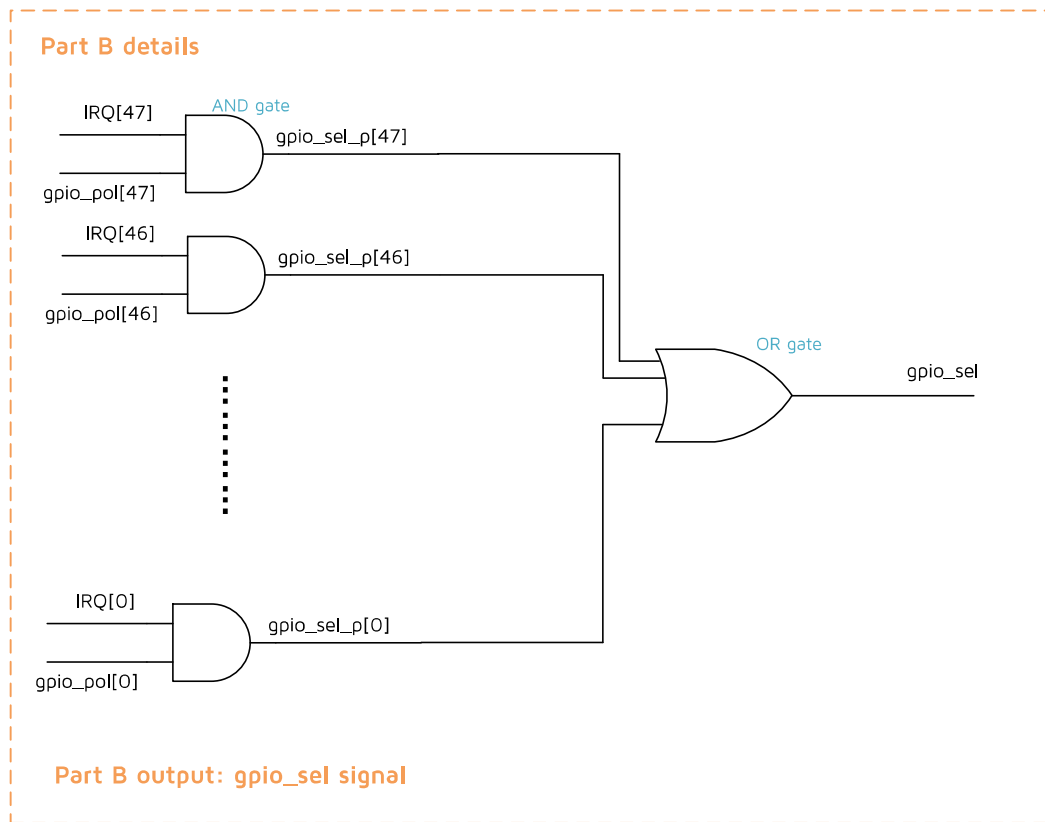 Part B details
AND gate
IRQ[47]
gpio_sel_p[47]
gpio_pol[47]
IRQ[46]
gpio_sel_p[46]
gpio_pol[46]
OR gate
gpio_sel
IRQ[0]
gpio_sel_p[0]
gpio_pol[0]
Part B output: gpio_sel signal